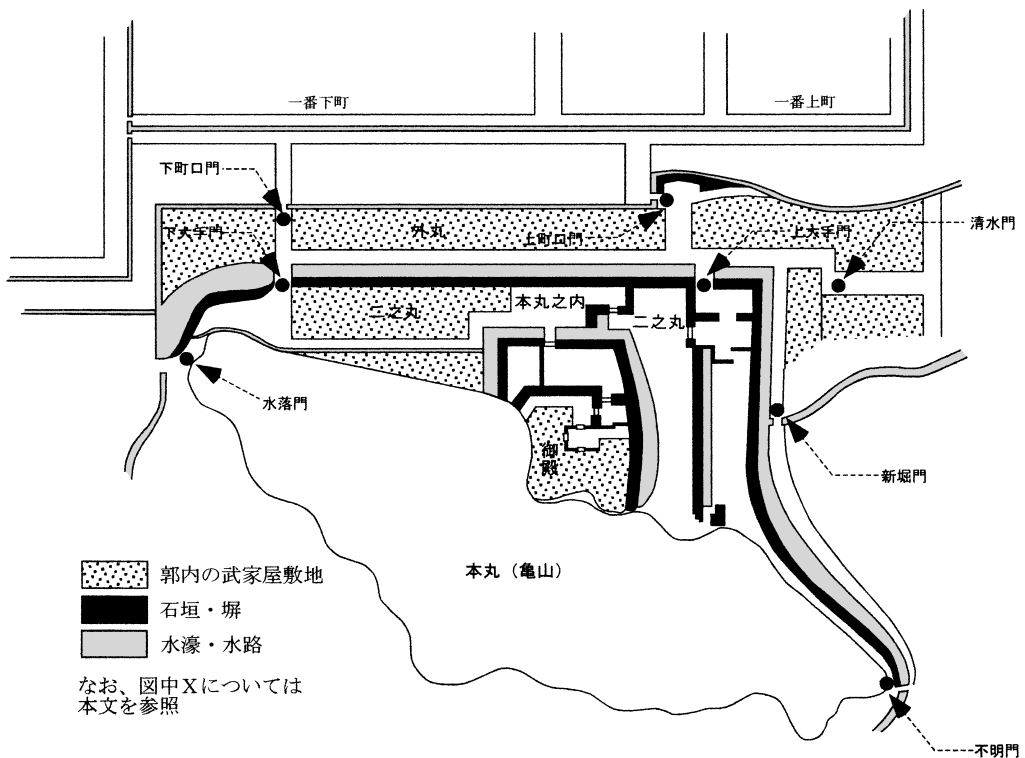 一番下町
一番上町
下町口門
下大手門
外丸
上町口門
上大手門
清水門
二之丸
本丸之内
二之丸
水落門
御殿
新堀門
本丸（亀山）
郭内の武家屋敷地
石垣・塀
水濠・水路
なお、図中Xについては
本文を参照
不明門